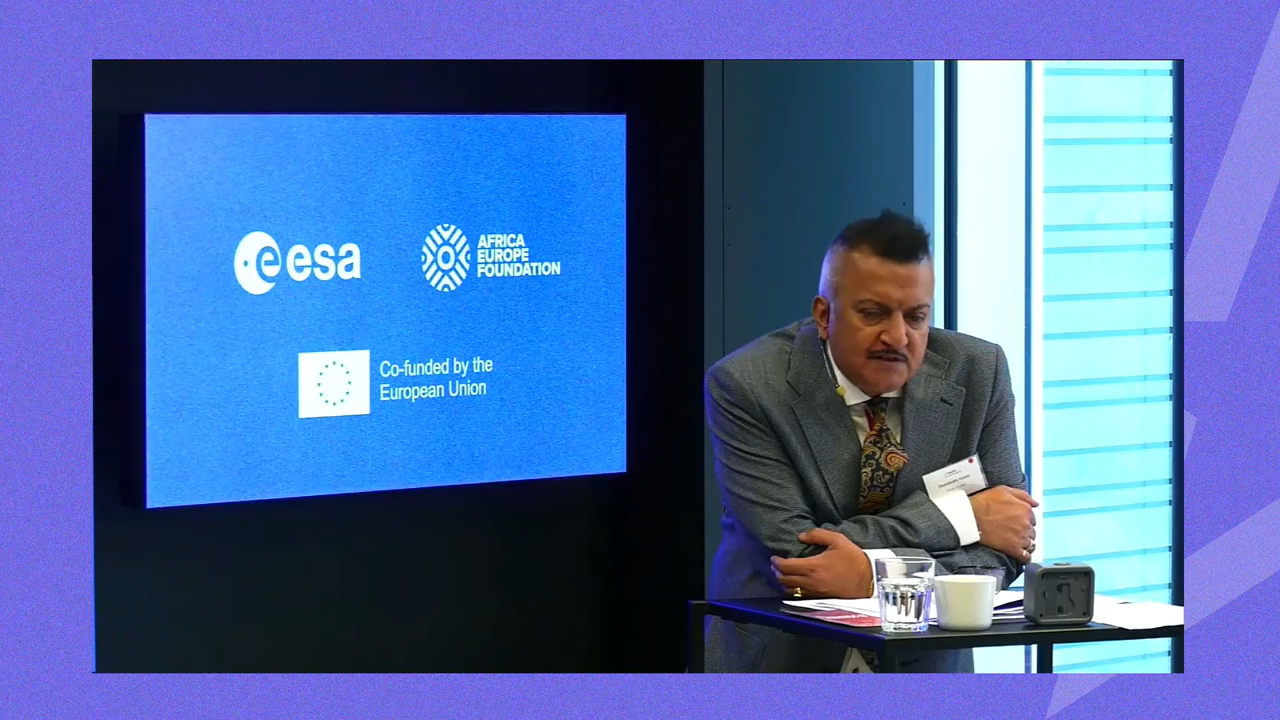 esa
AFRICA
EUROPE
FOUNDATION
Co-funded by the
European Union